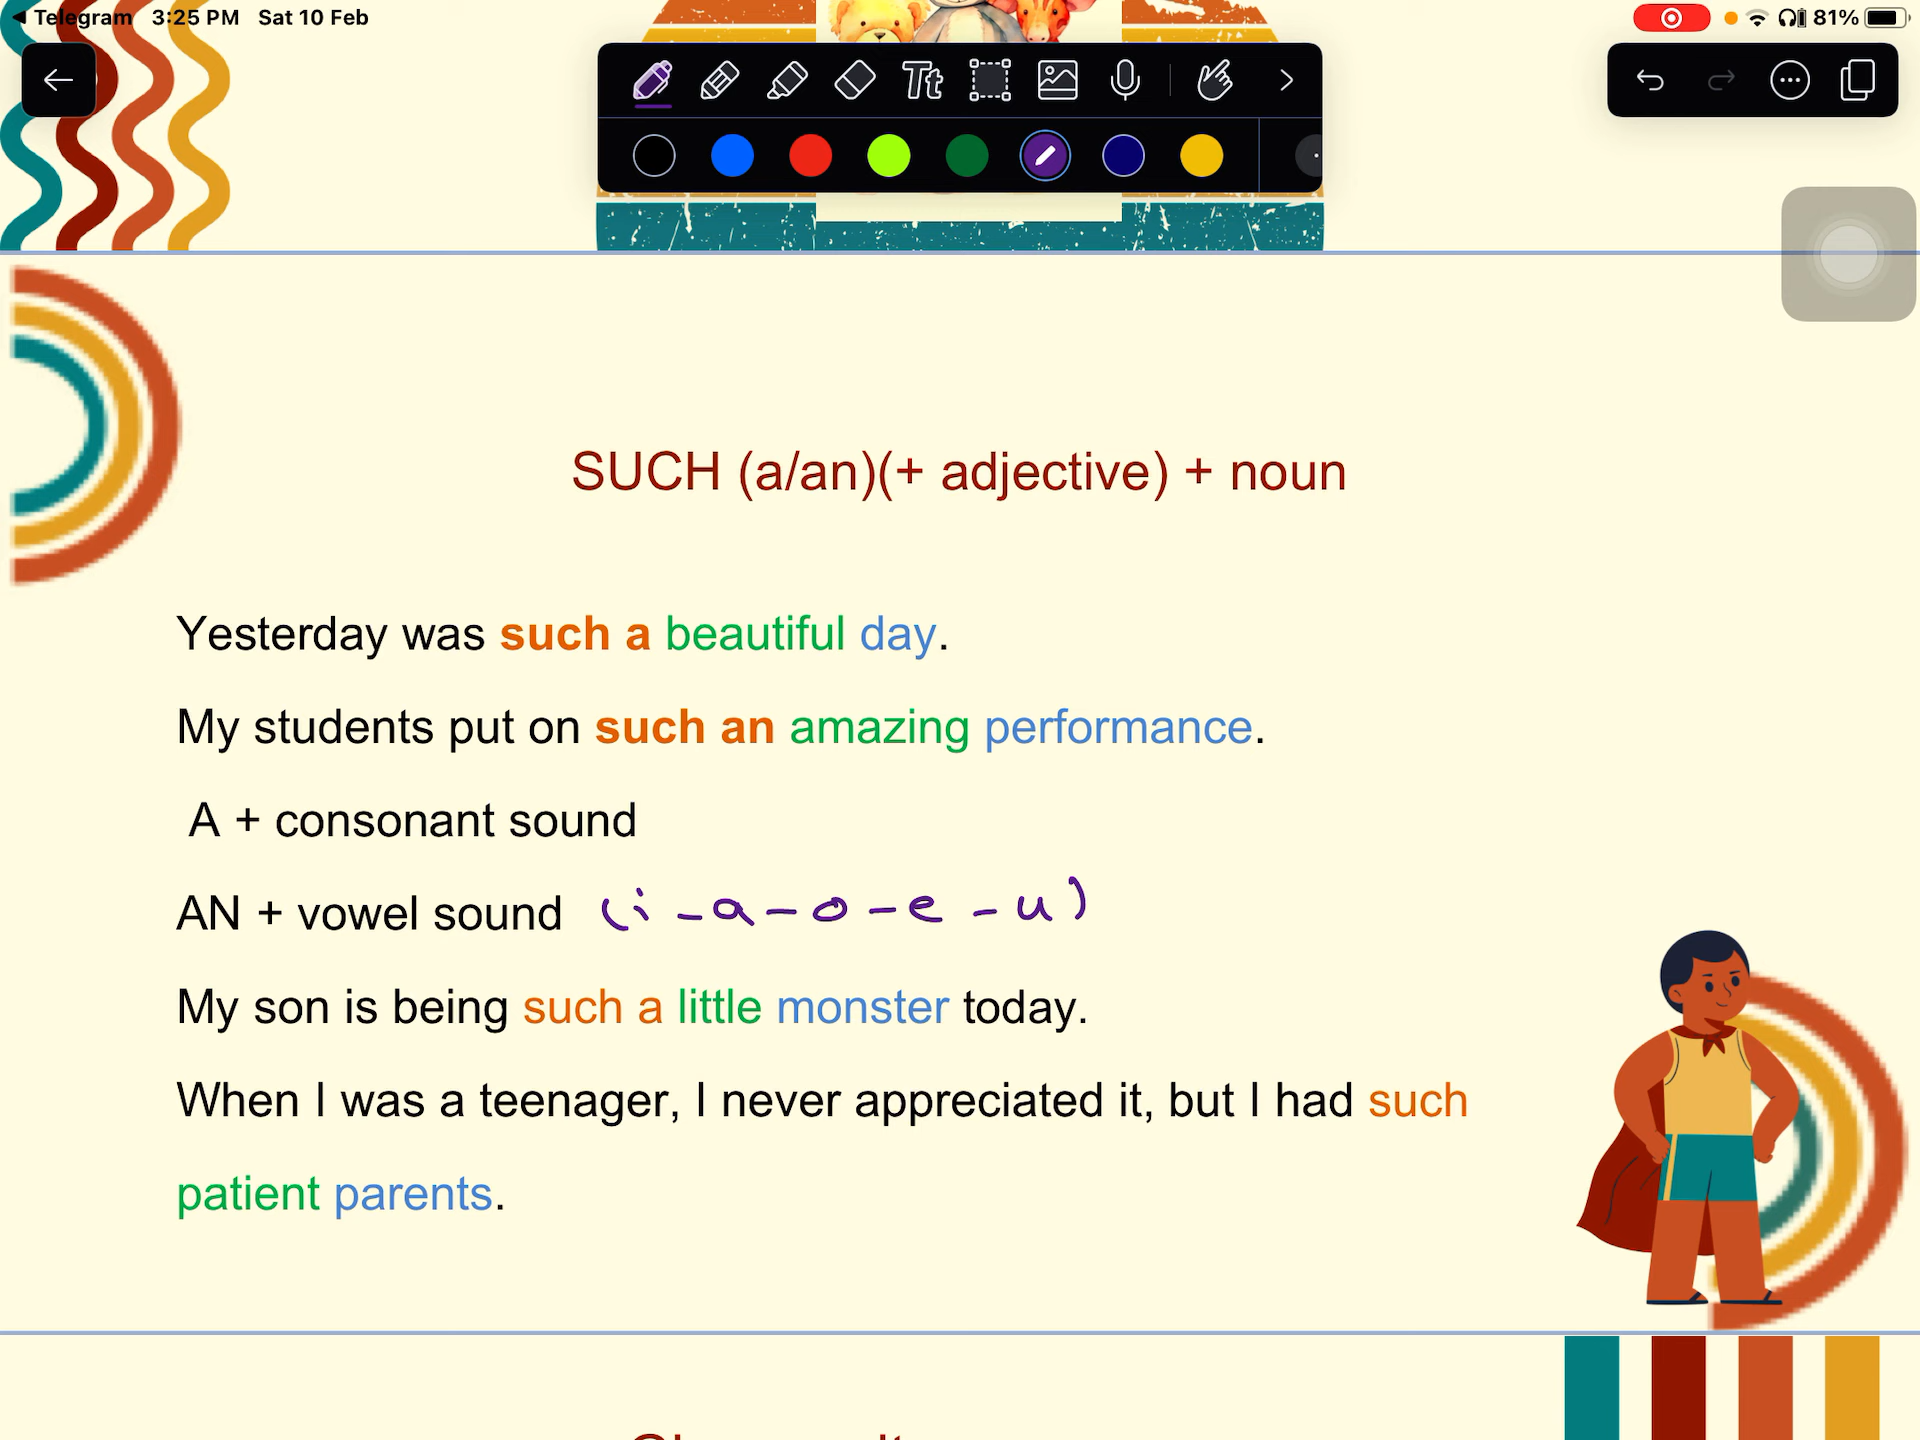 Telegram 3:25 PM Sat 10 Feb
81%
Tt
SUCH (a/an)(+ adjective) + noun
Yesterday was such a beautiful day.
My students put on such an amazing performance.
A + consonant sound
AN + vowel sound (i - a - o - e - u)
My son is being such a little monster today.
When I was a teenager, I never appreciated it, but I had such
patient parents.